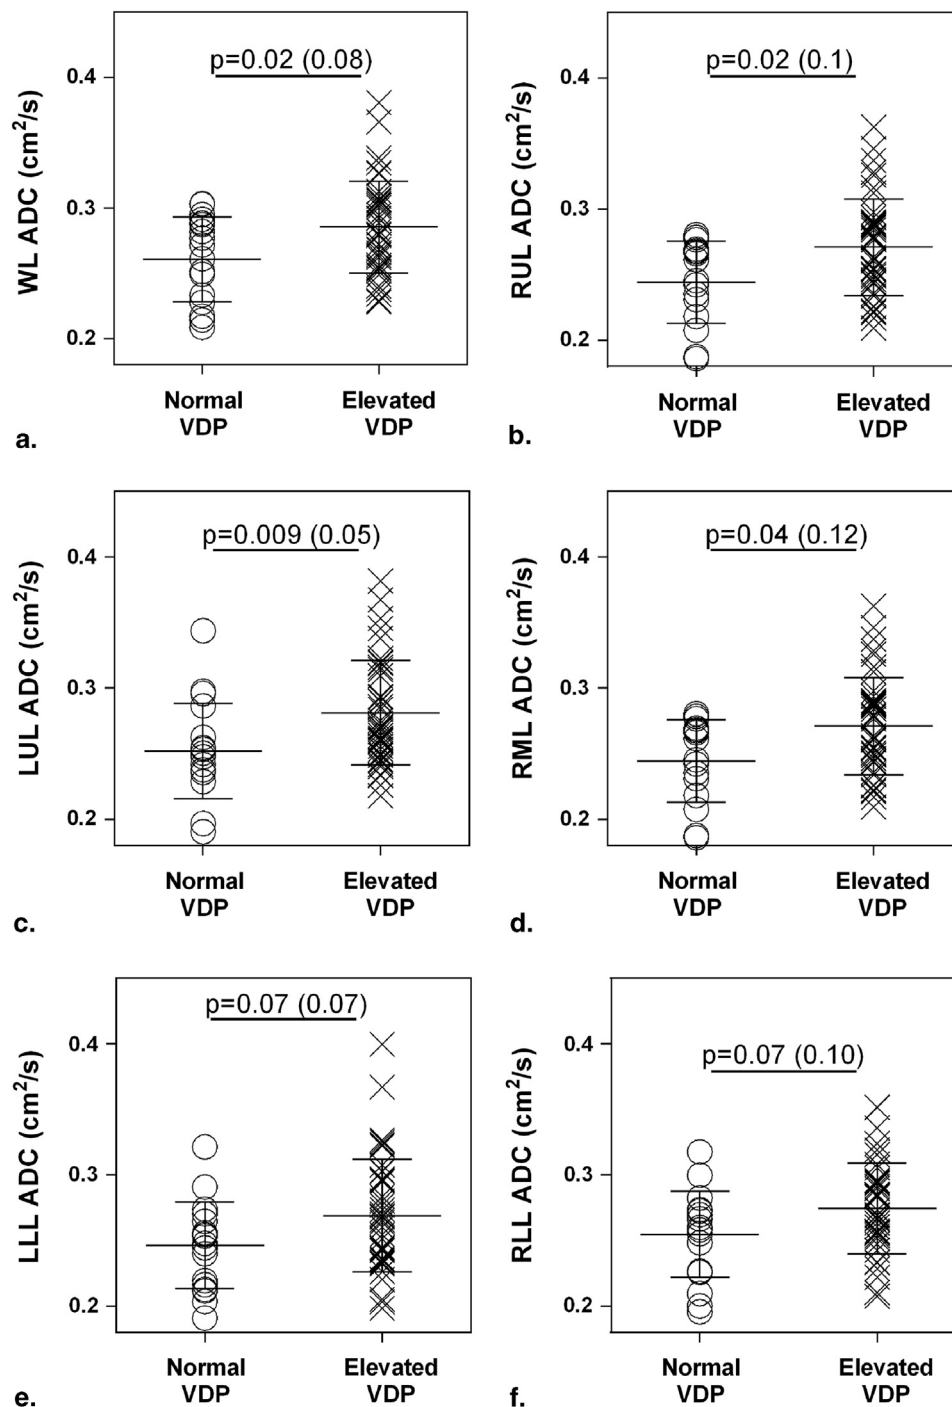 p=0.02 (0.08)
0.4
0.3
0.2
WL ADC (cm²/s)
Normal
VDP
Elevated
VDP
a.
p=0.02 (0.1)
0.4
0.3
0.2
RUL ADC (cm²/s)
Normal
VDP
Elevated
VDP
b.
p=0.009 (0.05)
0.4
0.3
0.2
LUL ADC (cm²/s)
Normal
VDP
Elevated
VDP
c.
p=0.04 (0.12)
0.4
0.3
0.2
RML ADC (cm²/s)
Normal
VDP
Elevated
VDP
d.
p=0.07 (0.07)
0.4
0.3
0.2
LLL ADC (cm²/s)
Normal
VDP
Elevated
VDP
e.
p=0.07 (0.10)
0.4
0.3
0.2
RLL ADC (cm²/s)
Normal
VDP
Elevated
VDP
f.